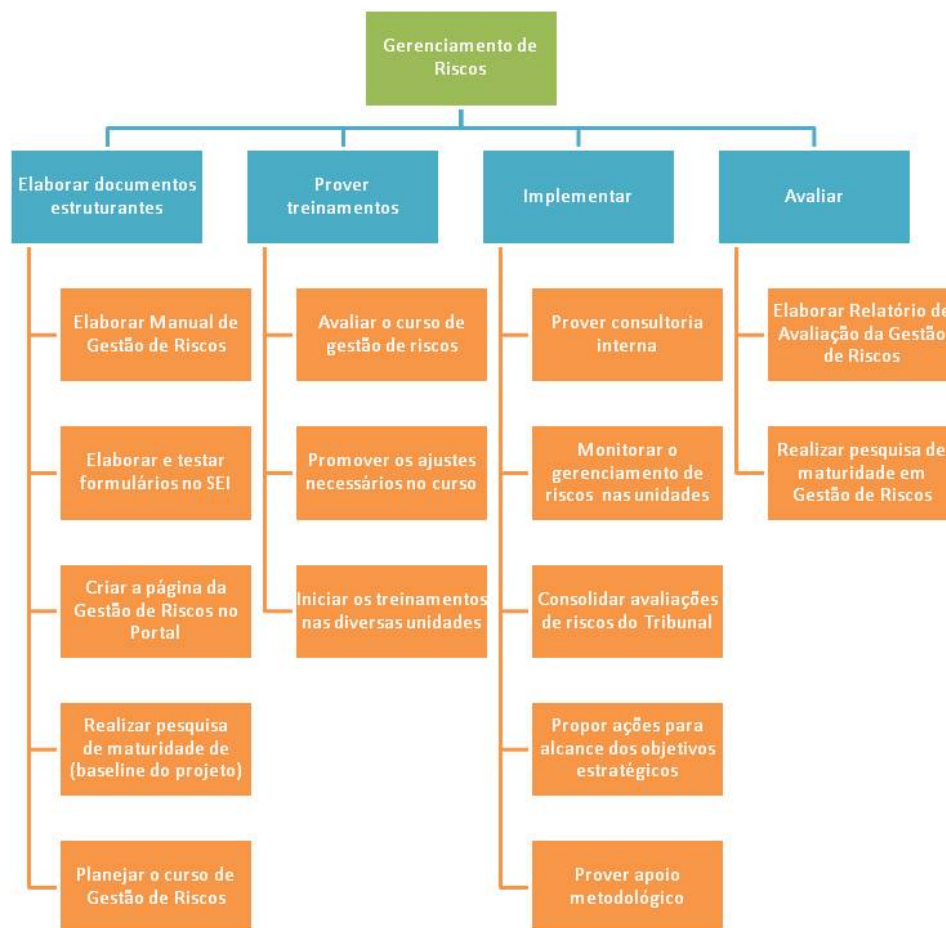 Gerenciamento de
Riscos
Elaborar documentos
estruturantes
Prover
treinamentos
Implementar
Avaliar
Elaborar Manual de
Gestão de Riscos
Elaborar e testar
formulários no SEI
Criar a página da
Gestão de Riscos no
Portal
Realizar pesquisa
de maturidade de
(baseline do projeto)
Planejar o curso de
Gestão de Riscos
Avaliar o curso de
gestão de riscos
Promover os ajustes
necessários no curso
Iniciar os treinamentos
nas diversas unidades
Prover consultoria
interna
Monitorar o
gerenciamento de
riscos nas unidades
Consolidar avaliações
de riscos do Tribunal
Propor ações para
alcance dos objetivos
estratégicos
Prover apoio
metodológico
Elaborar Relatório de
Avaliação da Gestão
de Riscos
Realizar pesquisa de
maturidade em
Gestão de Riscos